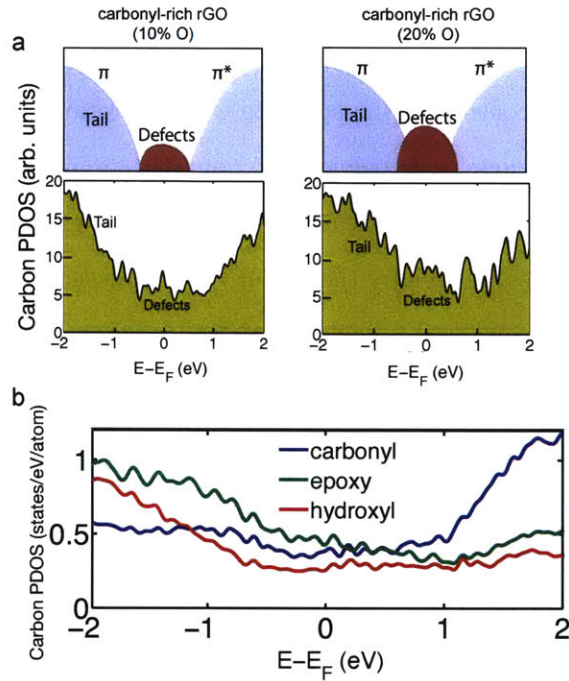 a
carbonyl-rich rGO
(10% O)
carbonyl-rich rGO
(20% O)
π
π*
Tail
Defects
π
π*
Tail
Defects
Carbon PDOS (arb. units)
20
15
10
5
0
Tail
Defects
−2 −1 0 1 2
E−E_F (eV)
20
15
10
5
0
Tail
Defects
−2 −1 0 1 2
E−E_F (eV)
b
Carbon PDOS (states/eV/atom)
1
0.5
0
carbonyl
epoxy
hydroxyl
−2 −1 0 1 2
E−E_F (eV)